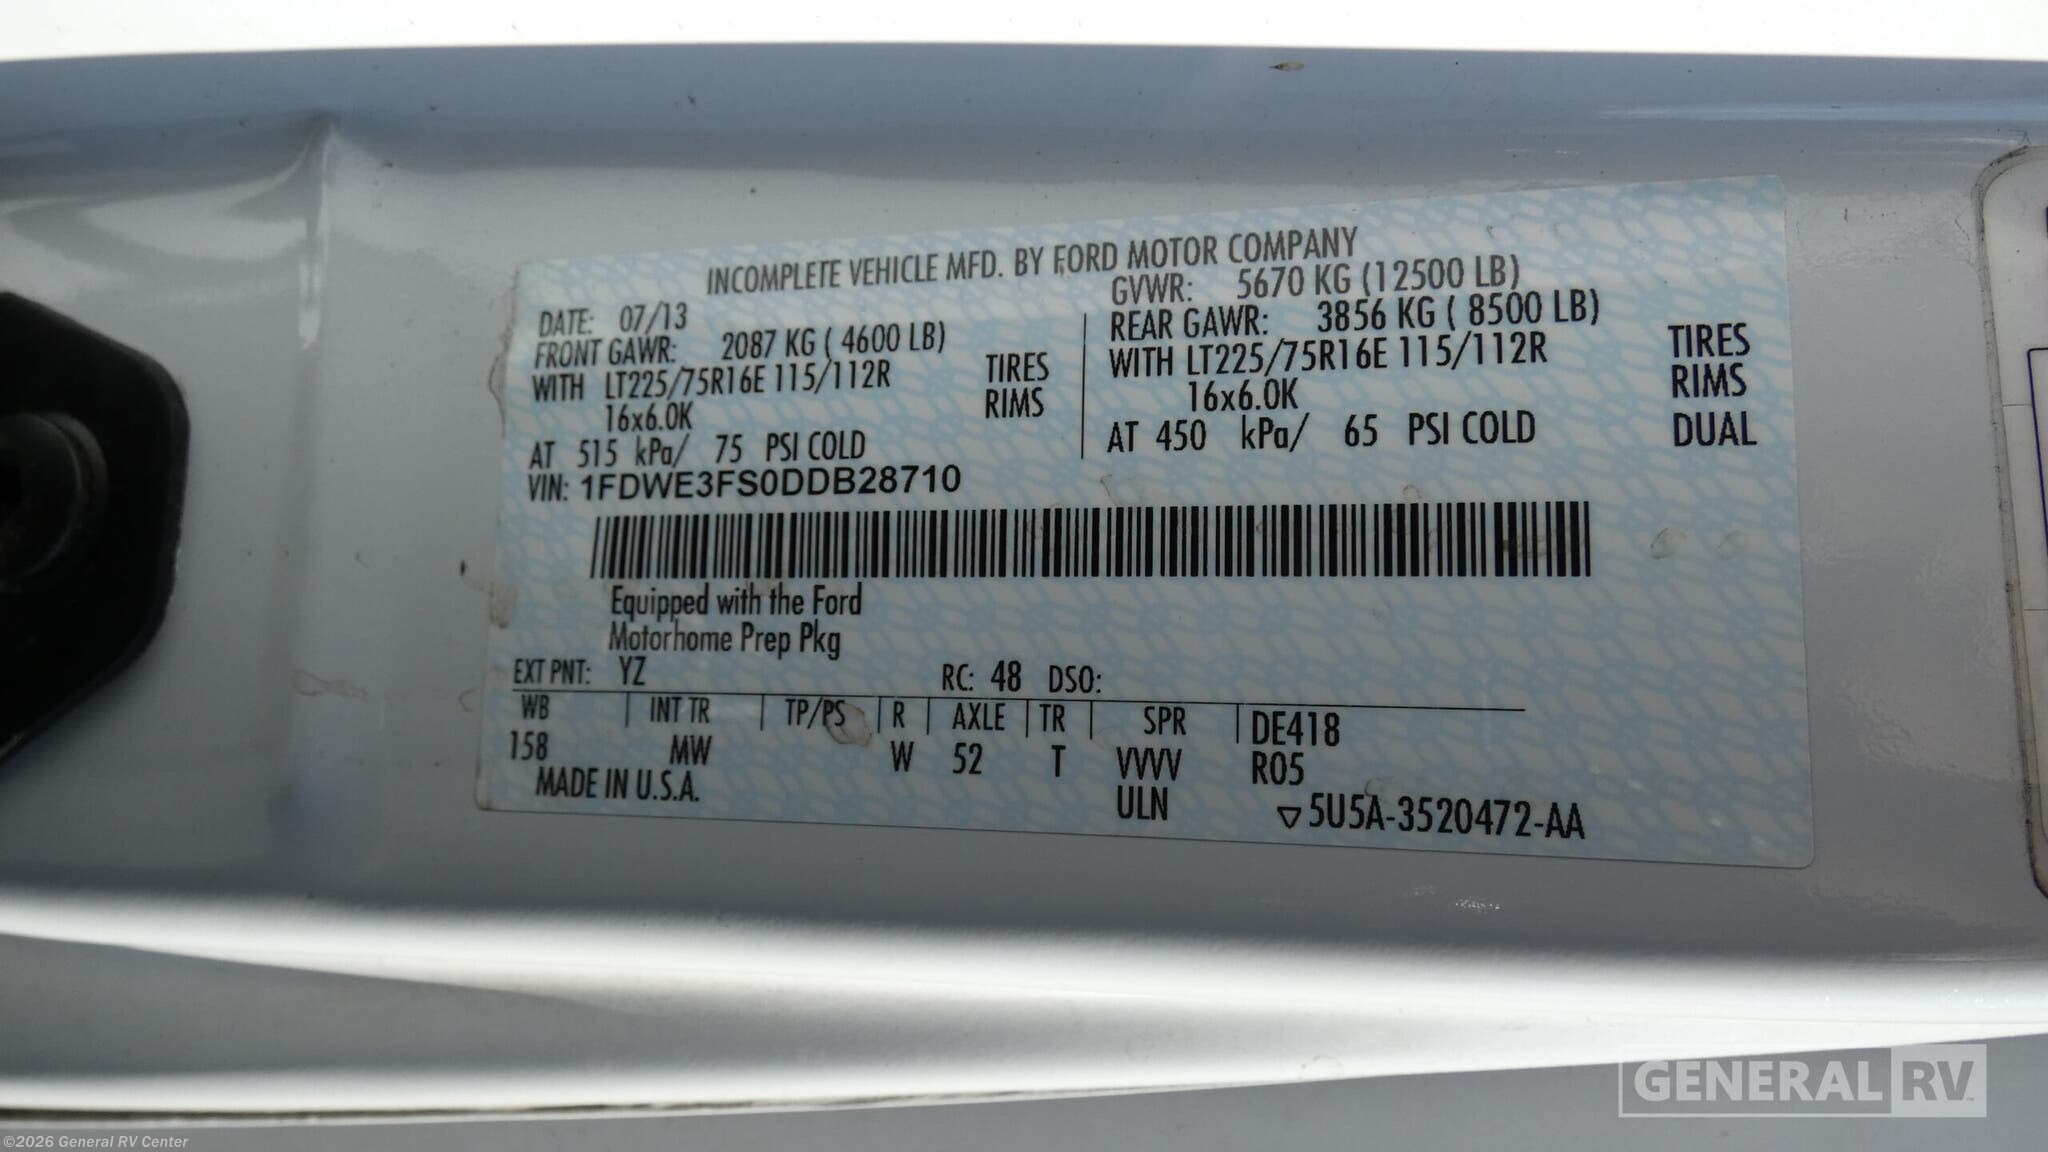 INCOMPLETE VEHICLE MFD. BY FORD MOTOR COMPANY
DATE: 07/13
GVWR: 5670 KG (12500 LB)
FRONT GAWR: 2087 KG ( 4600 LB)
REAR GAWR: 3856 KG ( 8500 LB)
WITH LT225/75R16E 115/112R TIRES
WITH LT225/75R16E 115/112R TIRES
16x6.0K RIMS
16x6.0K RIMS
AT 515 kPa/ 75 PSI COLD
AT 450 kPa/ 65 PSI COLD DUAL
VIN: 1FDWE3FS0DDB28710
Equipped with the Ford
Motorhome Prep Pkg
EXT PNT: YZ RC: 48 DSO:
WB | INT TR | TP/PS | R | AXLE | TR | SPR | DE418
158 MW W 52 T VVVV R05
MADE IN U.S.A. ULN ▽5U5A-3520472-AA
GENERAL RV
©2026 General RV Center